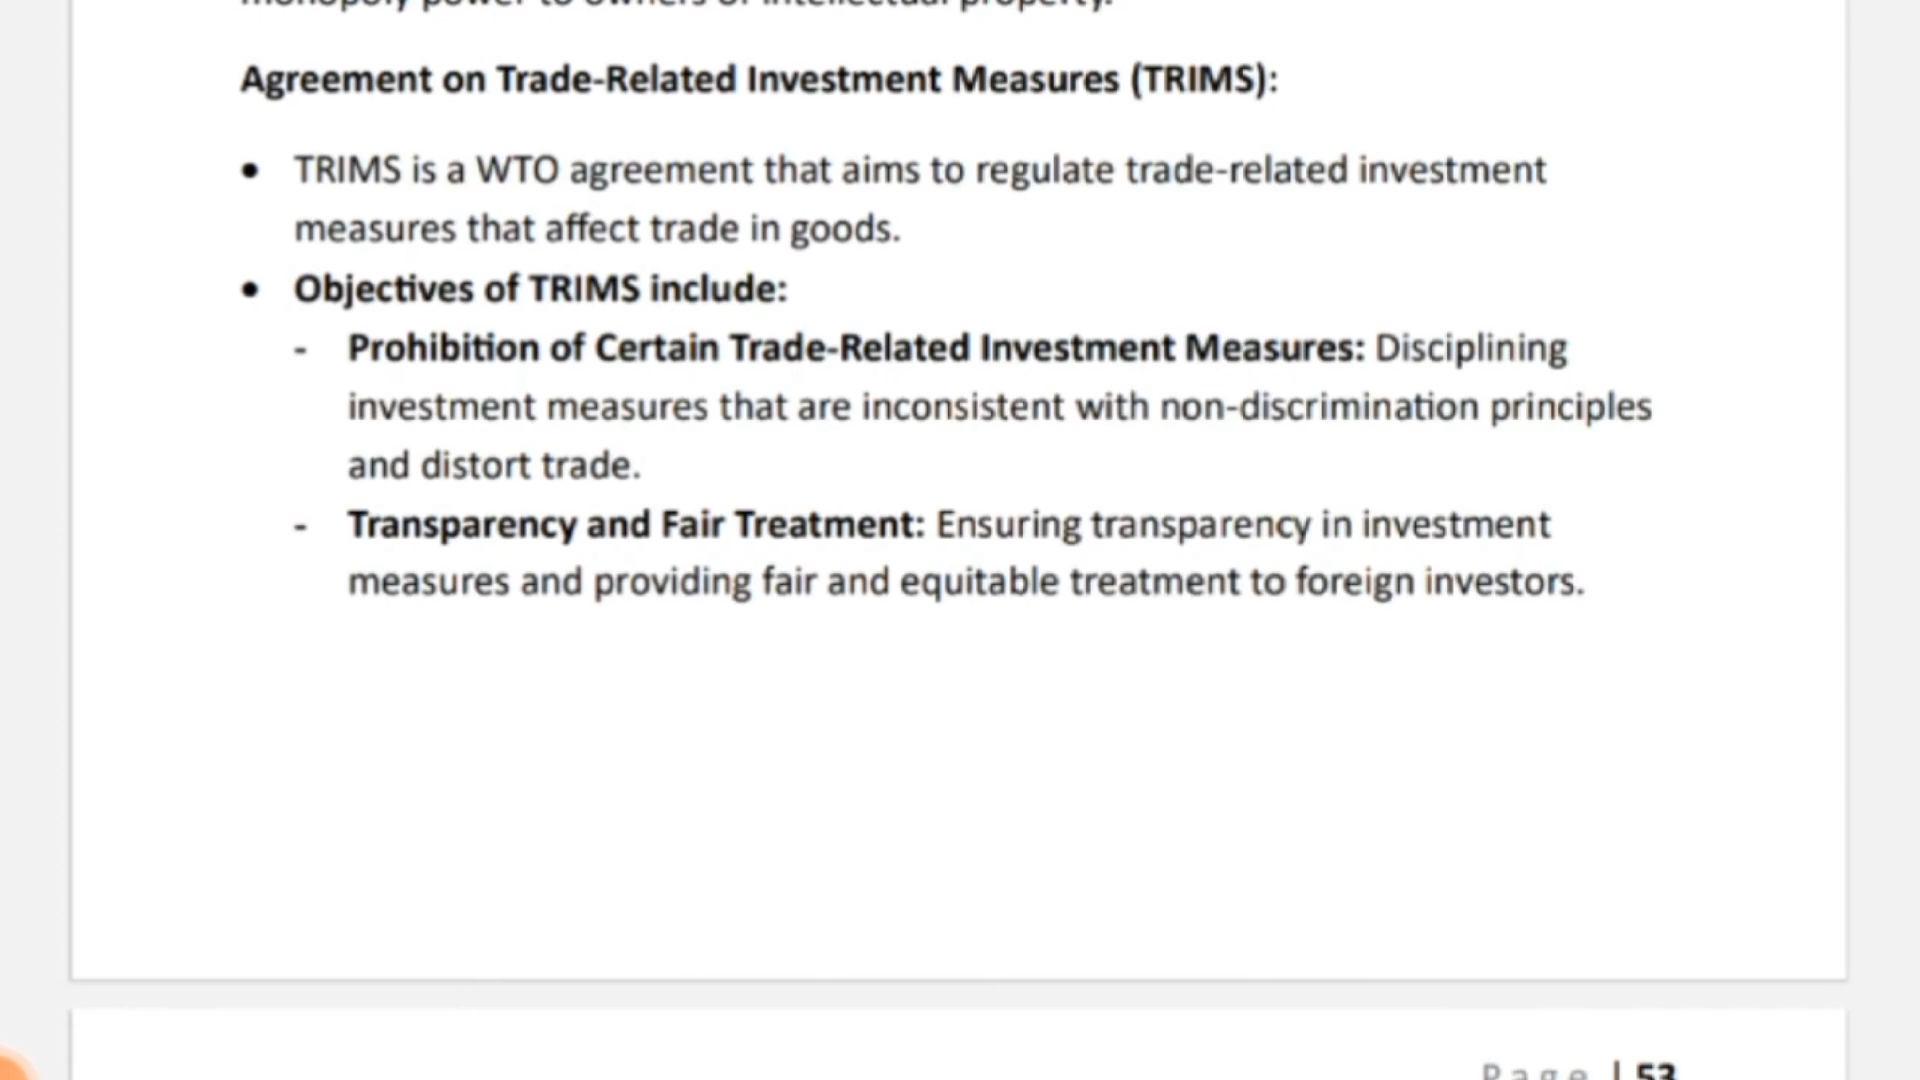 monopoly power to owners of intellectual property.
Agreement on Trade-Related Investment Measures (TRIMS):
• TRIMS is a WTO agreement that aims to regulate trade-related investment
measures that affect trade in goods.
• Objectives of TRIMS include:
- Prohibition of Certain Trade-Related Investment Measures: Disciplining
investment measures that are inconsistent with non-discrimination principles
and distort trade.
- Transparency and Fair Treatment: Ensuring transparency in investment
measures and providing fair and equitable treatment to foreign investors.
Page | 53